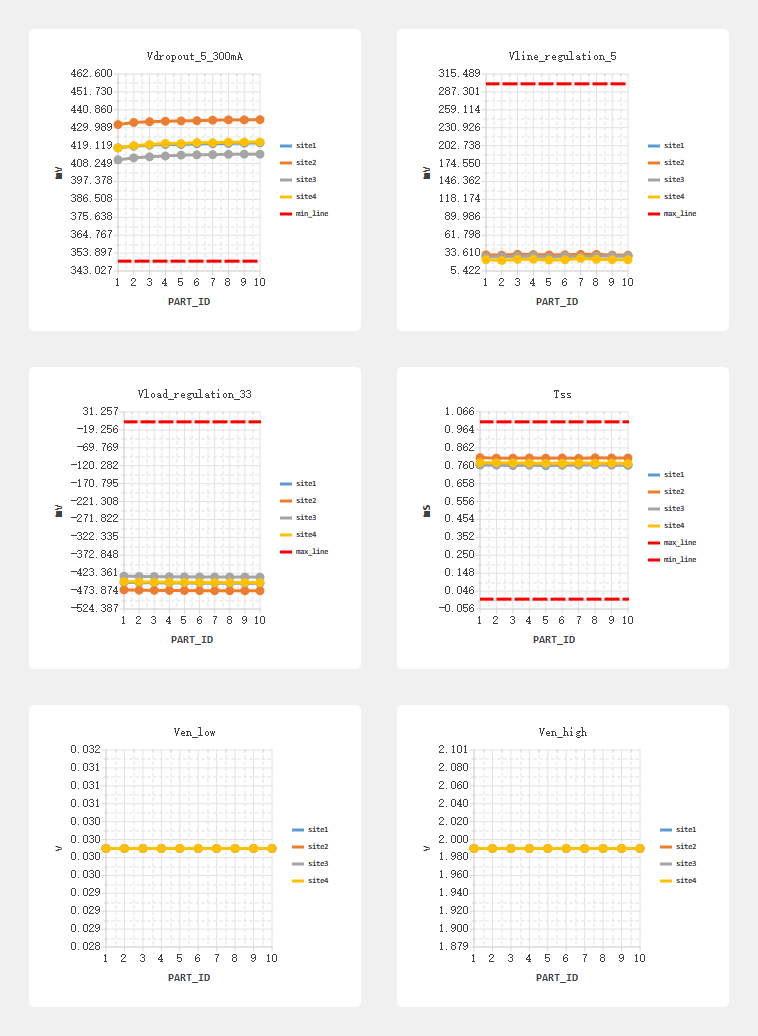 Vdropout_5_300mA
462.600
451.730
440.860
429.989
419.119
408.249
397.378
386.508
375.638
364.767
353.897
343.027
mV
1 2 3 4 5 6 7 8 9 10
PART_ID
site1
site2
site3
site4
min_line
Vline_regulation_5
315.489
287.301
259.114
230.926
202.738
174.550
146.362
118.174
89.986
61.798
33.610
5.422
mV
1 2 3 4 5 6 7 8 9 10
PART_ID
site1
site2
site3
site4
max_line
Vload_regulation_33
31.257
-19.256
-69.769
-120.282
-170.795
-221.308
-271.822
-322.335
-372.848
-423.361
-473.874
-524.387
mV
1 2 3 4 5 6 7 8 9 10
PART_ID
site1
site2
site3
site4
max_line
Tss
1.066
0.964
0.862
0.760
0.658
0.556
0.454
0.352
0.250
0.148
0.046
-0.056
mS
1 2 3 4 5 6 7 8 9 10
PART_ID
site1
site2
site3
site4
max_line
min_line
Ven_low
0.032
0.031
0.031
0.031
0.030
0.030
0.030
0.030
0.029
0.029
0.029
0.028
V
1 2 3 4 5 6 7 8 9 10
PART_ID
site1
site2
site3
site4
Ven_high
2.101
2.080
2.060
2.040
2.020
2.000
1.980
1.960
1.940
1.920
1.900
1.879
V
1 2 3 4 5 6 7 8 9 10
PART_ID
site1
site2
site3
site4